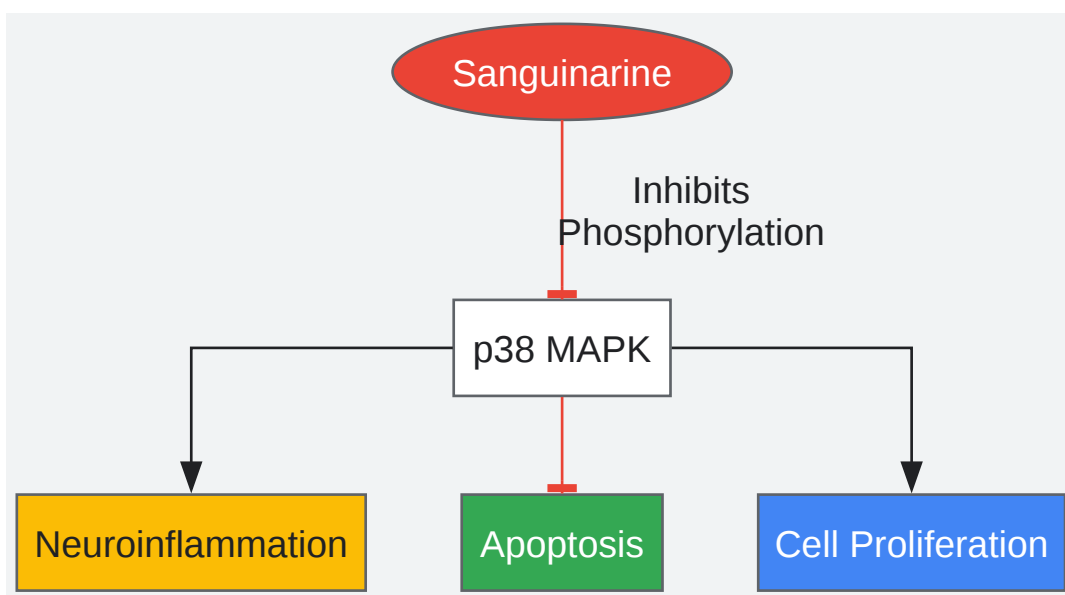 Sanguinarine
Inhibits
Phosphorylation
p38 MAPK
Neuroinflammation
Apoptosis
Cell Proliferation